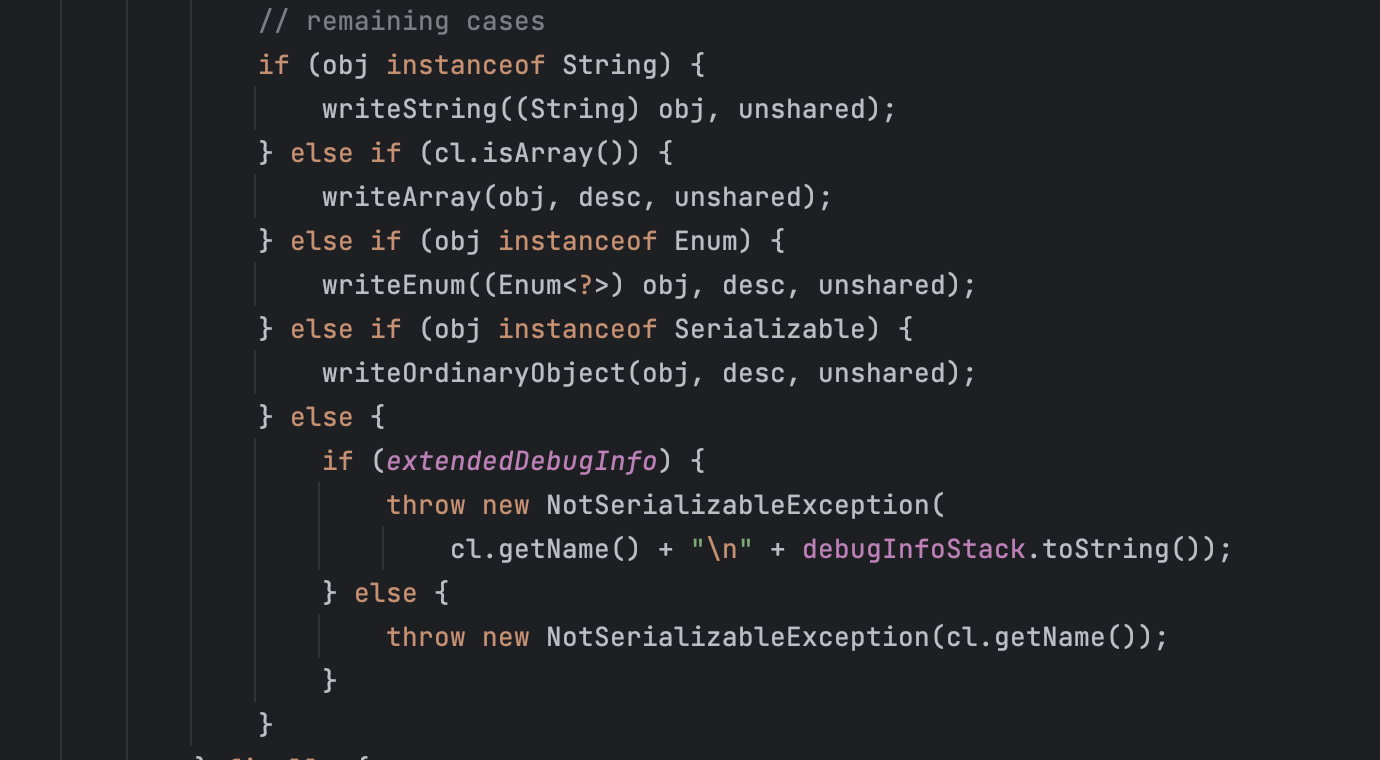 // remaining cases
if (obj instanceof String) {
    writeString((String) obj, unshared);
} else if (cl.isArray()) {
    writeArray(obj, desc, unshared);
} else if (obj instanceof Enum) {
    writeEnum((Enum<?>) obj, desc, unshared);
} else if (obj instanceof Serializable) {
    writeOrdinaryObject(obj, desc, unshared);
} else {
    if (extendedDebugInfo) {
        throw new NotSerializableException(
            cl.getName() + "\n" + debugInfoStack.toString());
    } else {
        throw new NotSerializableException(cl.getName());
    }
}